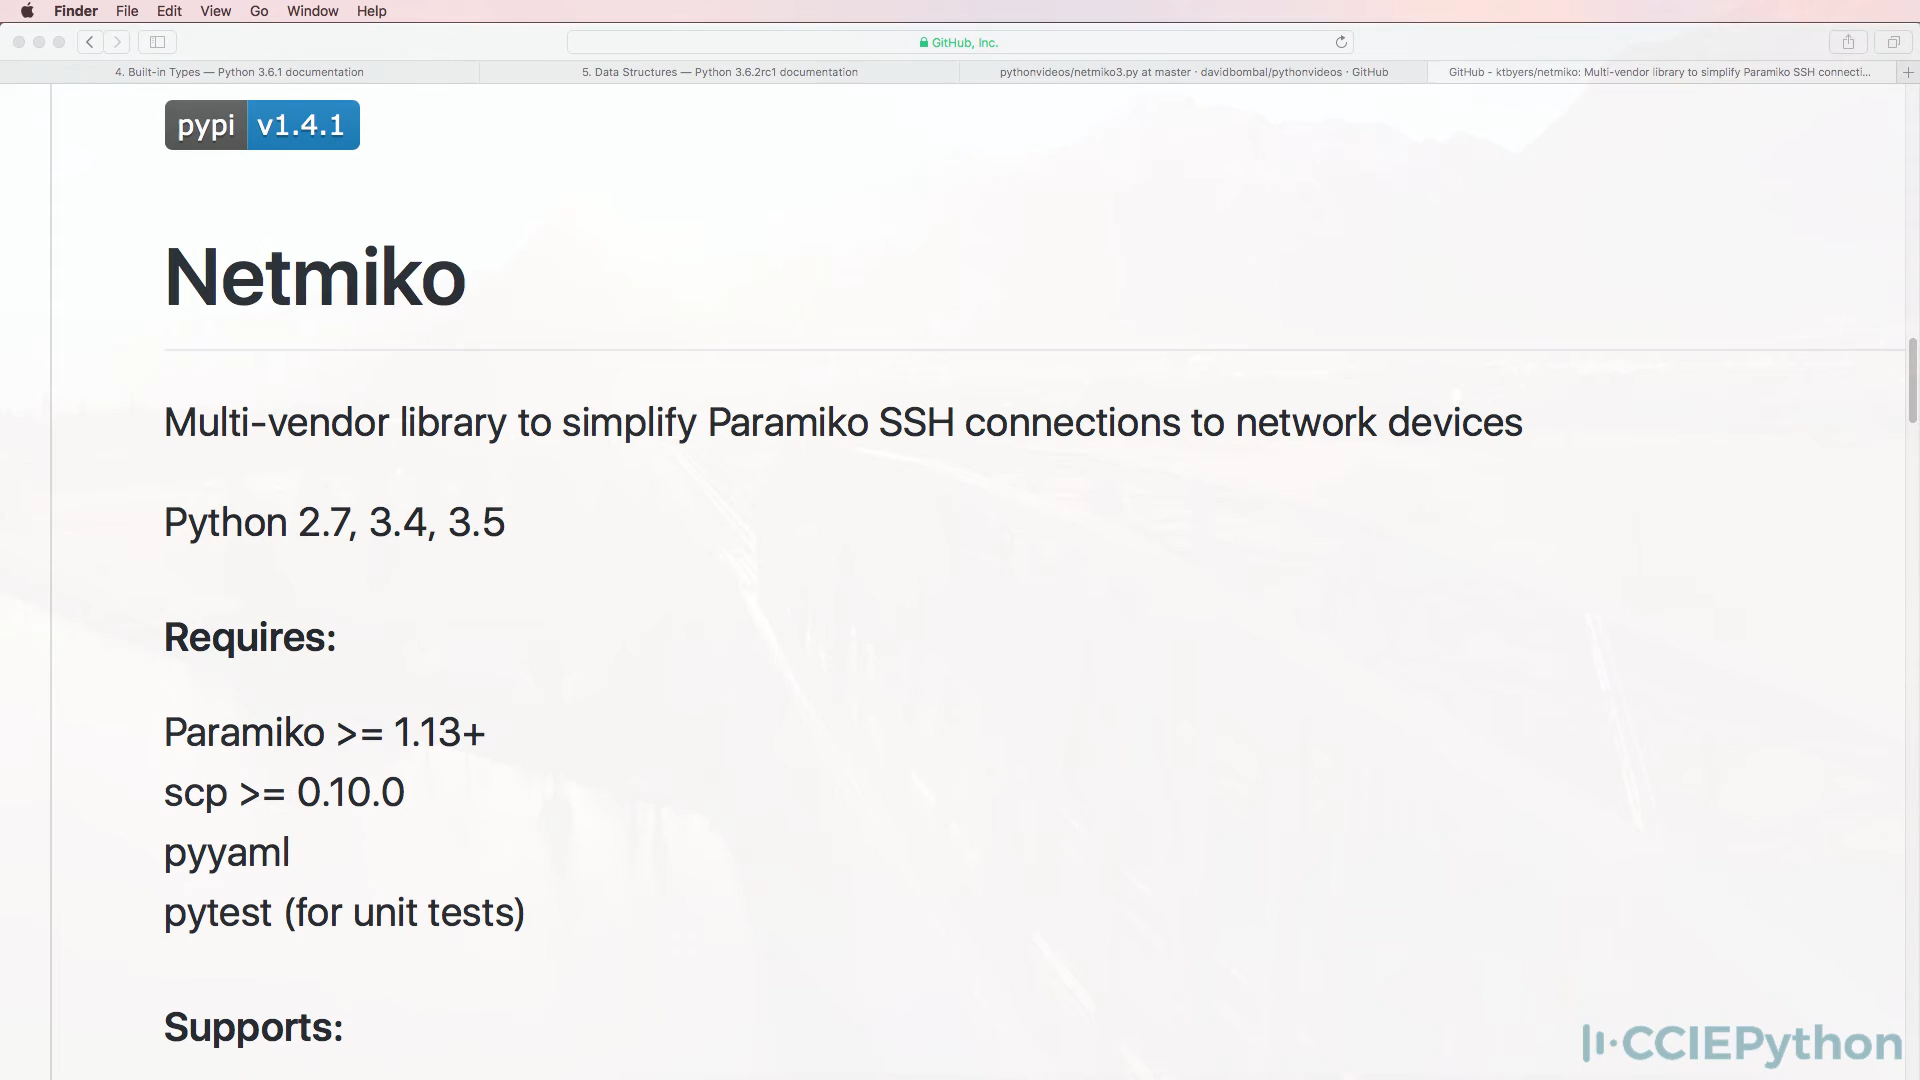 Finder File Edit View Go Window Help
GitHub, Inc.
4. Built-in Types — Python 3.6.1 documentation
5. Data Structures — Python 3.6.2rc1 documentation
pythonvideos/netmiko3.py at master · davidbombal/pythonvideos · GitHub
GitHub - ktbyers/netmiko: Multi-vendor library to simplify Paramiko SSH connecti...
pypi v1.4.1
Netmiko
Multi-vendor library to simplify Paramiko SSH connections to network devices
Python 2.7, 3.4, 3.5
Requires:
Paramiko >= 1.13+
scp >= 0.10.0
pyyaml
pytest (for unit tests)
Supports:
CCIEPython